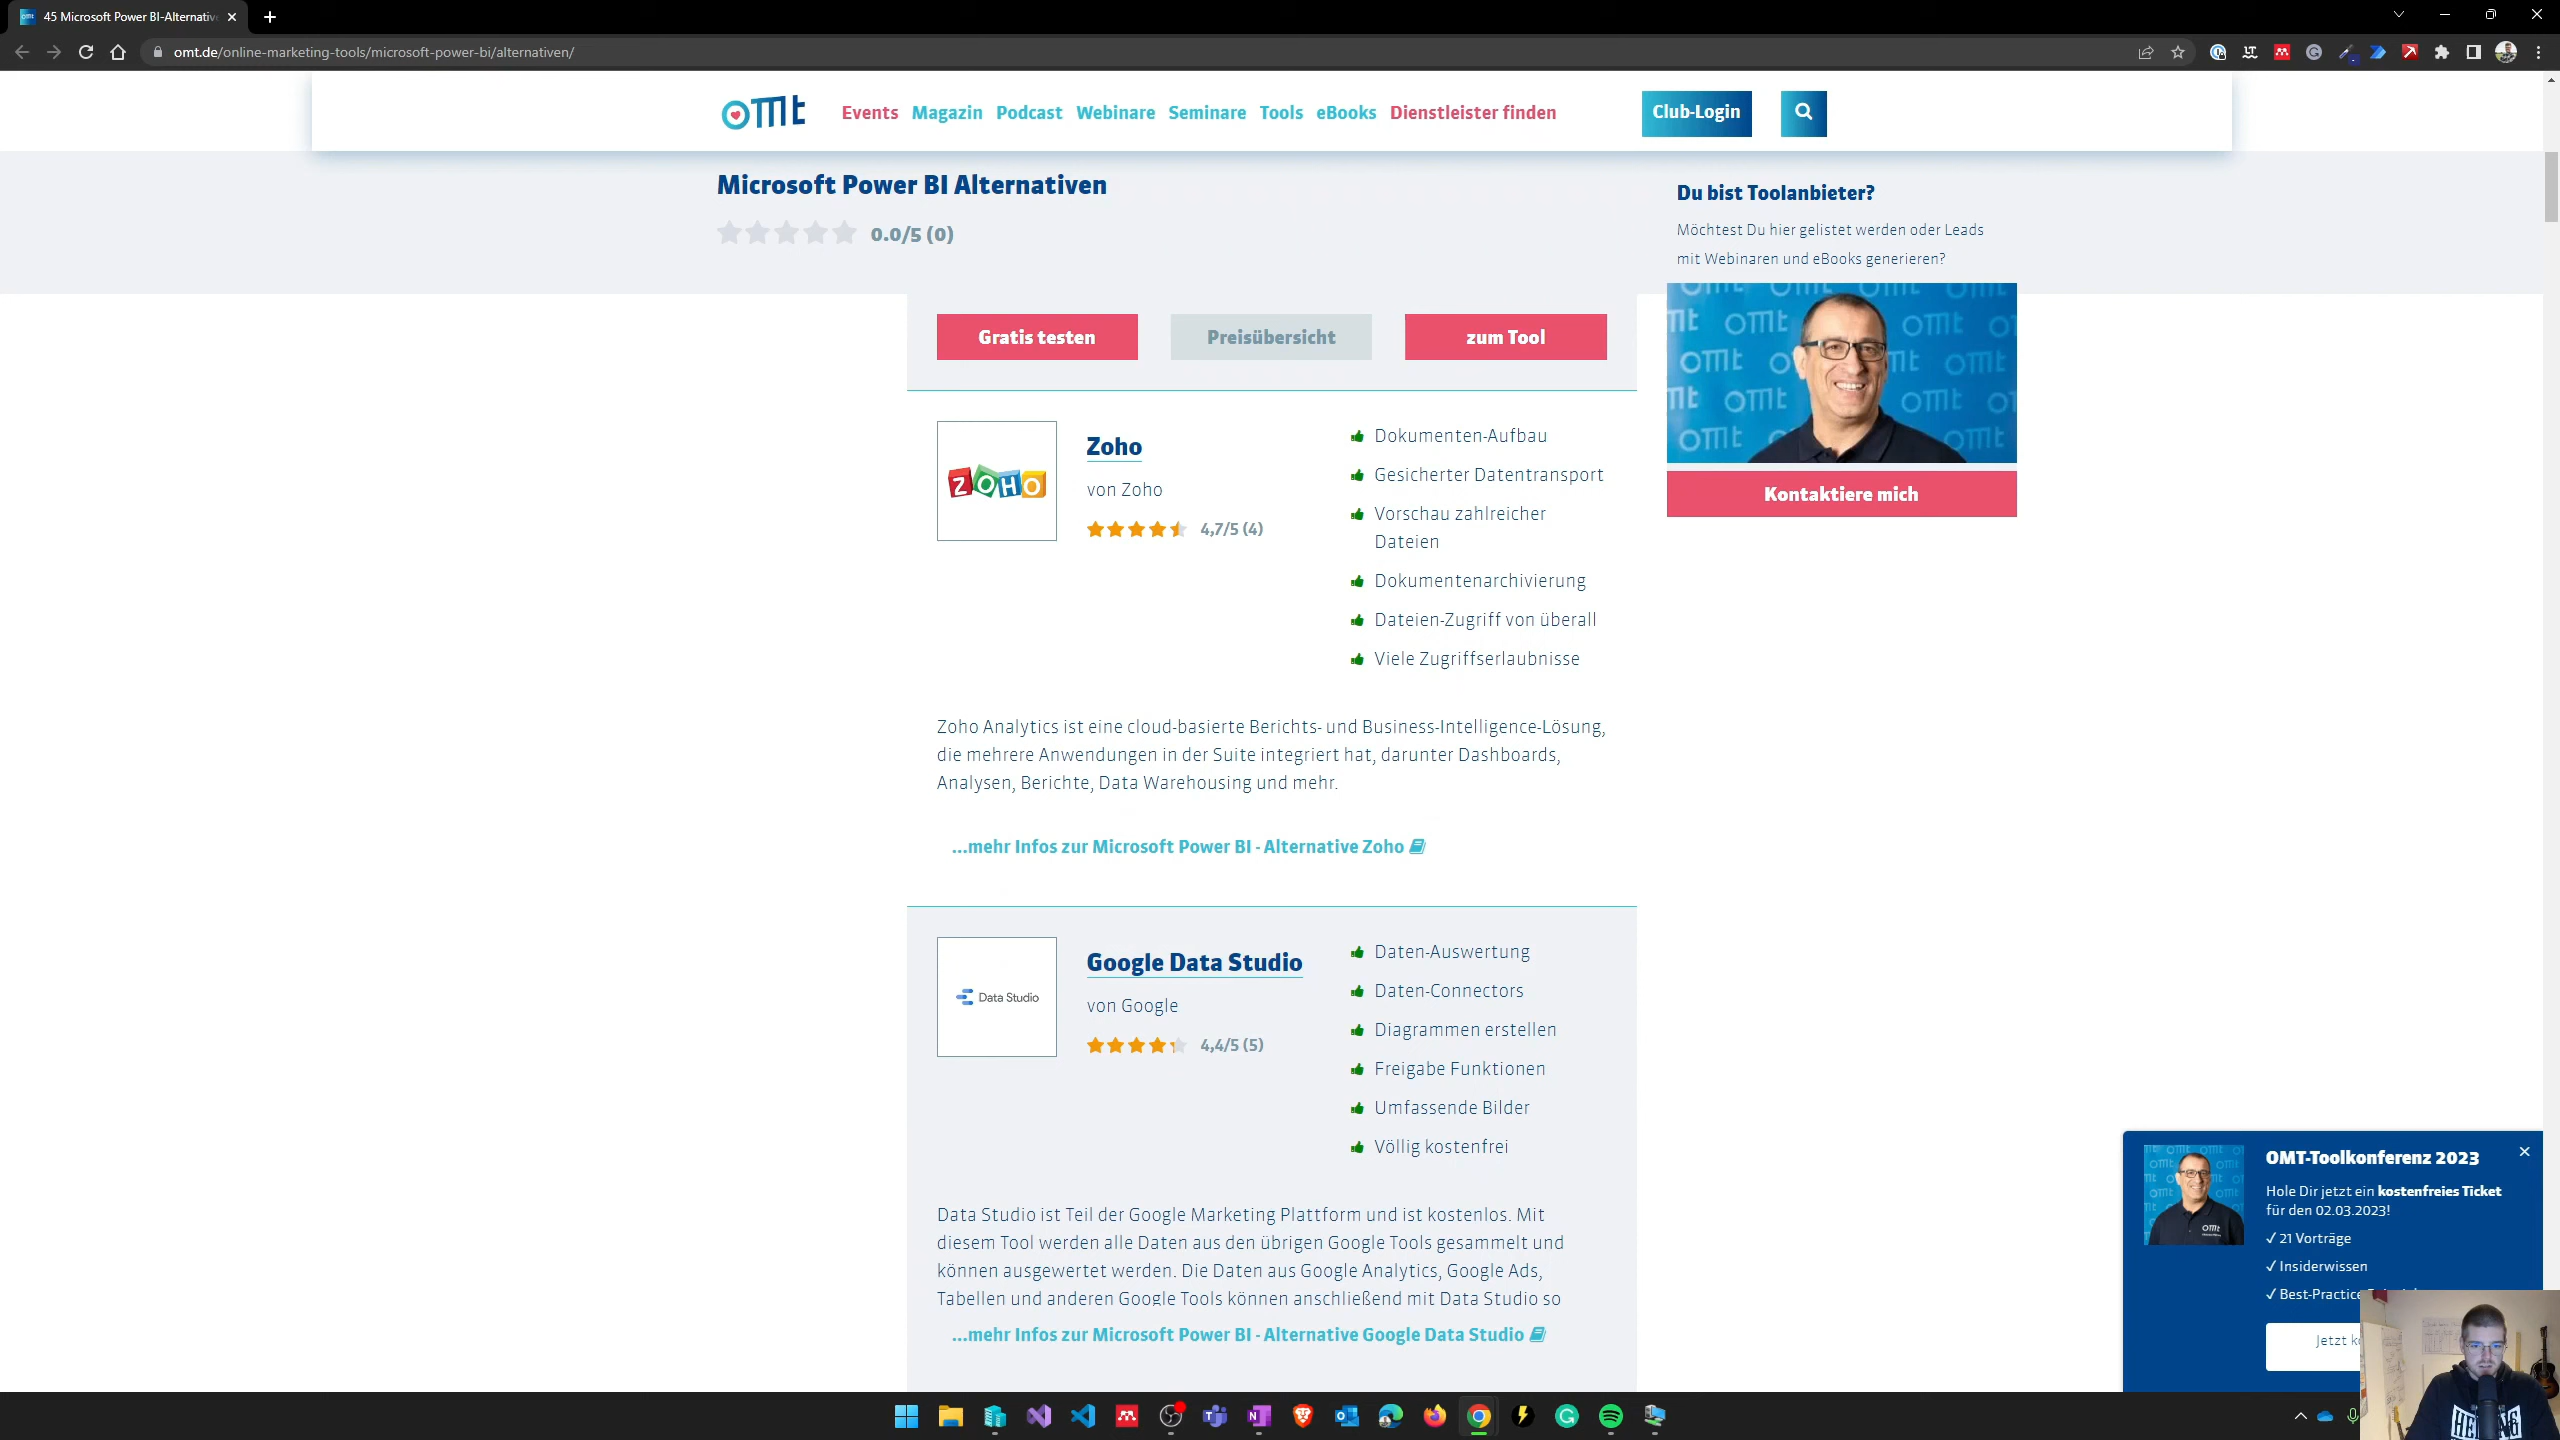 45 Microsoft Power BI-Alternativ
omt.de/online-marketing-tools/microsoft-power-bi/alternativen/
omt
Events Magazin Podcast Webinare Seminare Tools eBooks Dienstleister finden
Club-Login
Microsoft Power BI Alternativen
0.0/5 (0)
Du bist Toolanbieter?
Möchtest Du hier gelistet werden oder Leads
mit Webinaren und eBooks generieren?
Kontaktiere mich
Gratis testen
Preisübersicht
zum Tool
ZOHO
Zoho
von Zoho
4,7/5 (4)
Dokumenten-Aufbau
Gesicherter Datentransport
Vorschau zahlreicher
Dateien
Dokumentenarchivierung
Dateien-Zugriff von überall
Viele Zugriffserlaubnisse
Zoho Analytics ist eine cloud-basierte Berichts- und Business-Intelligence-Lösung,
die mehrere Anwendungen in der Suite integriert hat, darunter Dashboards,
Analysen, Berichte, Data Warehousing und mehr.
...mehr Infos zur Microsoft Power BI - Alternative Zoho
Data Studio
Google Data Studio
von Google
4,4/5 (5)
Daten-Auswertung
Daten-Connectors
Diagrammen erstellen
Freigabe Funktionen
Umfassende Bilder
Völlig kostenfrei
Data Studio ist Teil der Google Marketing Plattform und ist kostenlos. Mit
diesem Tool werden alle Daten aus den übrigen Google Tools gesammelt und
können ausgewertet werden. Die Daten aus Google Analytics, Google Ads,
Tabellen und anderen Google Tools können anschließend mit Data Studio so
...mehr Infos zur Microsoft Power BI - Alternative Google Data Studio
OMT-Toolkonferenz 2023
Hole Dir jetzt ein kostenfreies Ticket
für den 02.03.2023!
✓ 21 Vorträge
✓ Insiderwissen
✓ Best-Practice
Jetzt